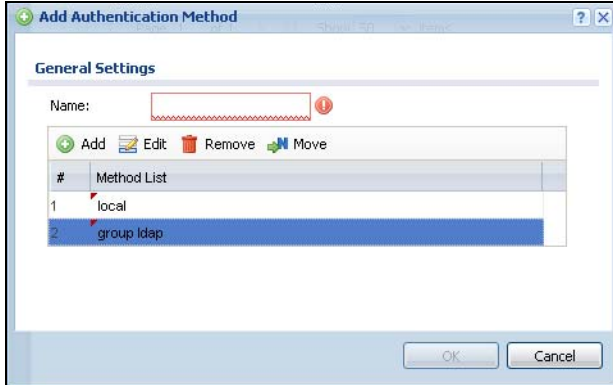 Add Authentication Method
General Settings
Name:
Add Edit Remove Move
# Method List
1 local
2 group ldap
OK Cancel